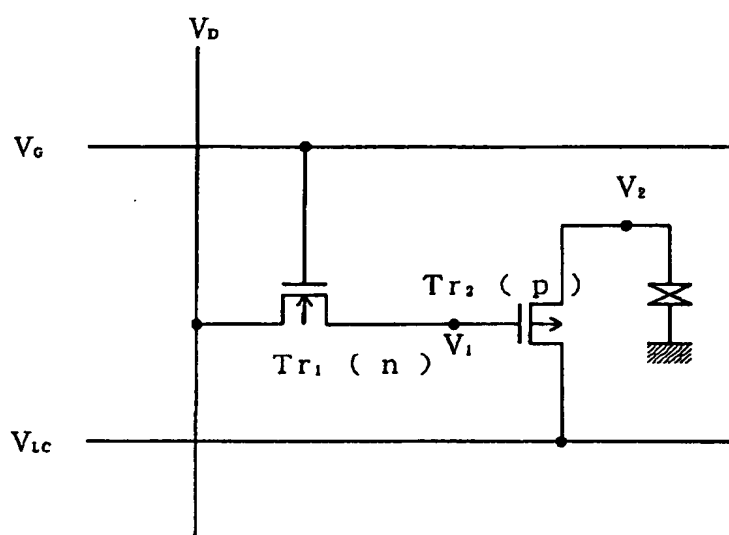 V_D
V_G
V_2
Tr_2 ( p )
V_1
Tr_1 ( n )
V_LC